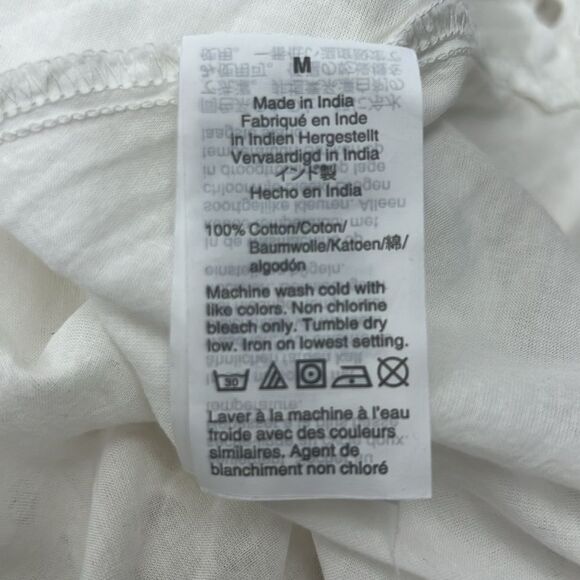 M
Made in India
Fabriqué en Inde
in Indien Hergestellt
Vervaardigd in India
インド製
Hecho en India
100% Cotton/Coton/
Baumwolle/Katoen/綿/
algodón
Machine wash cold with
like colors. Non chlorine
bleach only. Tumble dry
low. Iron on lowest setting.
30
Laver à la machine à l'eau
froide avec des couleurs
similaires. Agent de
blanchiment non chloré